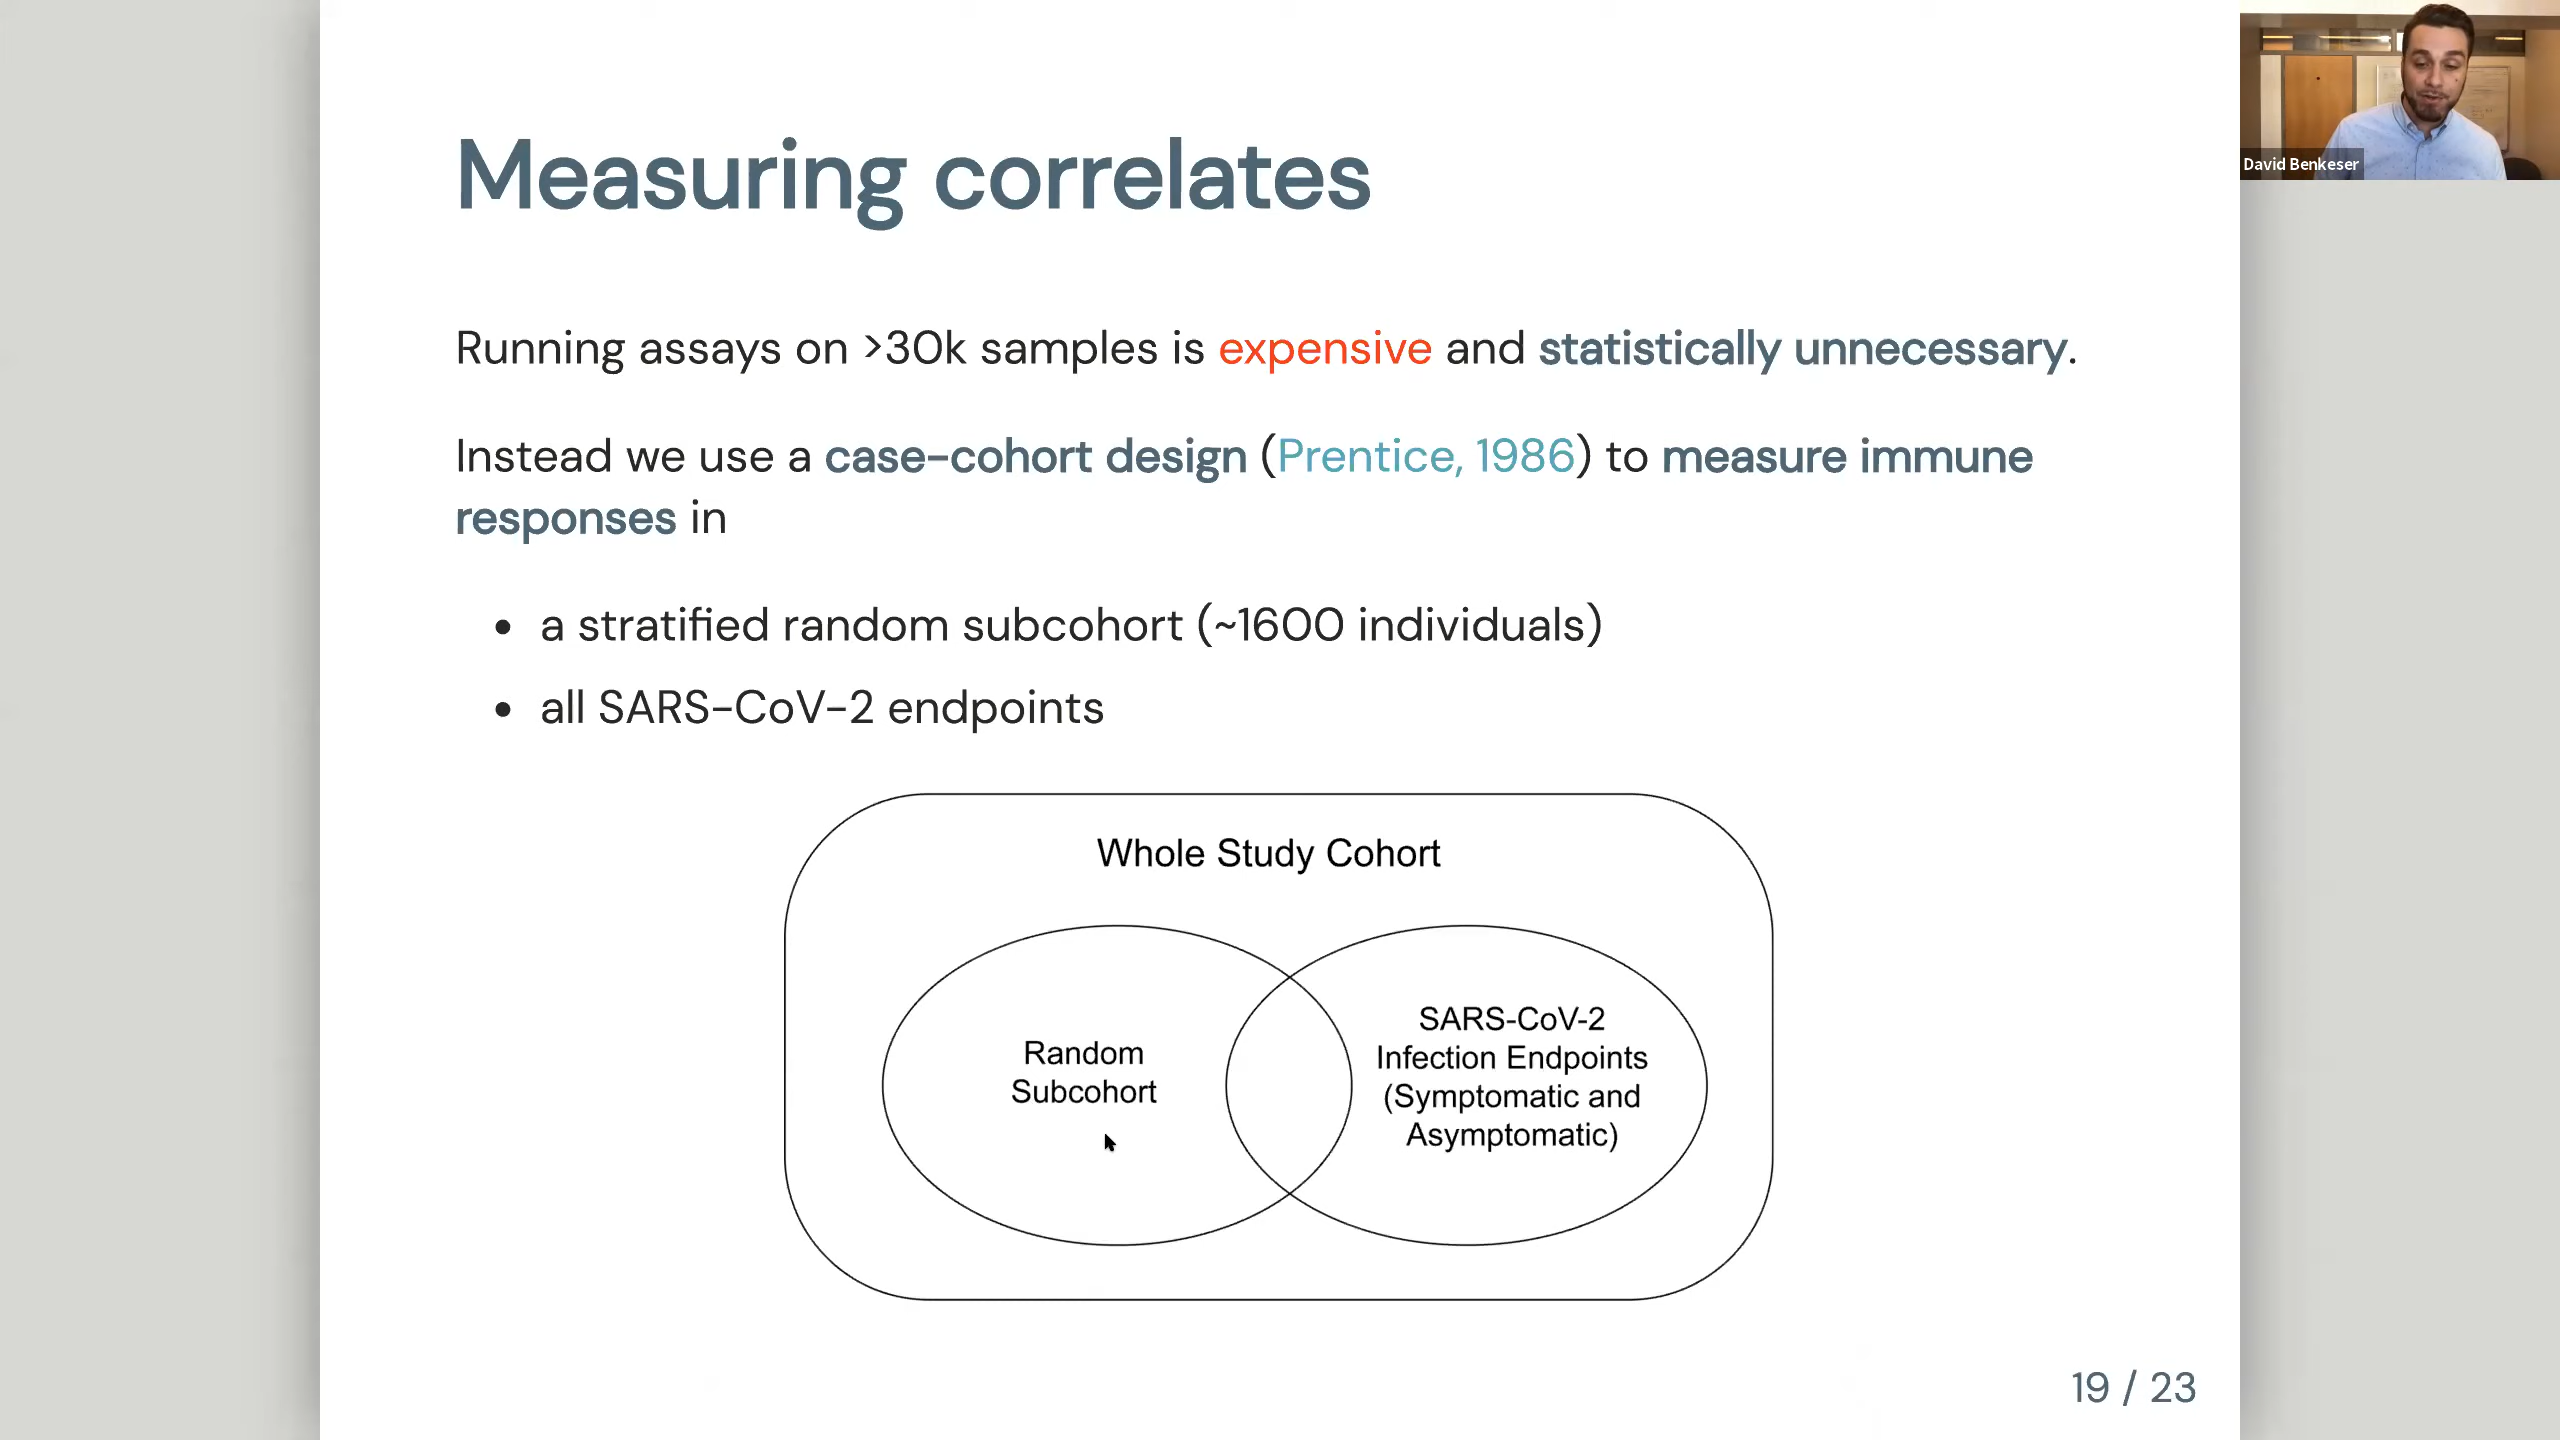 Measuring correlates
David Benkeser
Running assays on >30k samples is expensive and statistically unnecessary.
Instead we use a case-cohort design (Prentice, 1986) to measure immune
responses in
• a stratified random subcohort (~1600 individuals)
• all SARS-CoV-2 endpoints
Whole Study Cohort
Random
Subcohort
SARS-CoV-2
Infection Endpoints
(Symptomatic and
Asymptomatic)
19 / 23